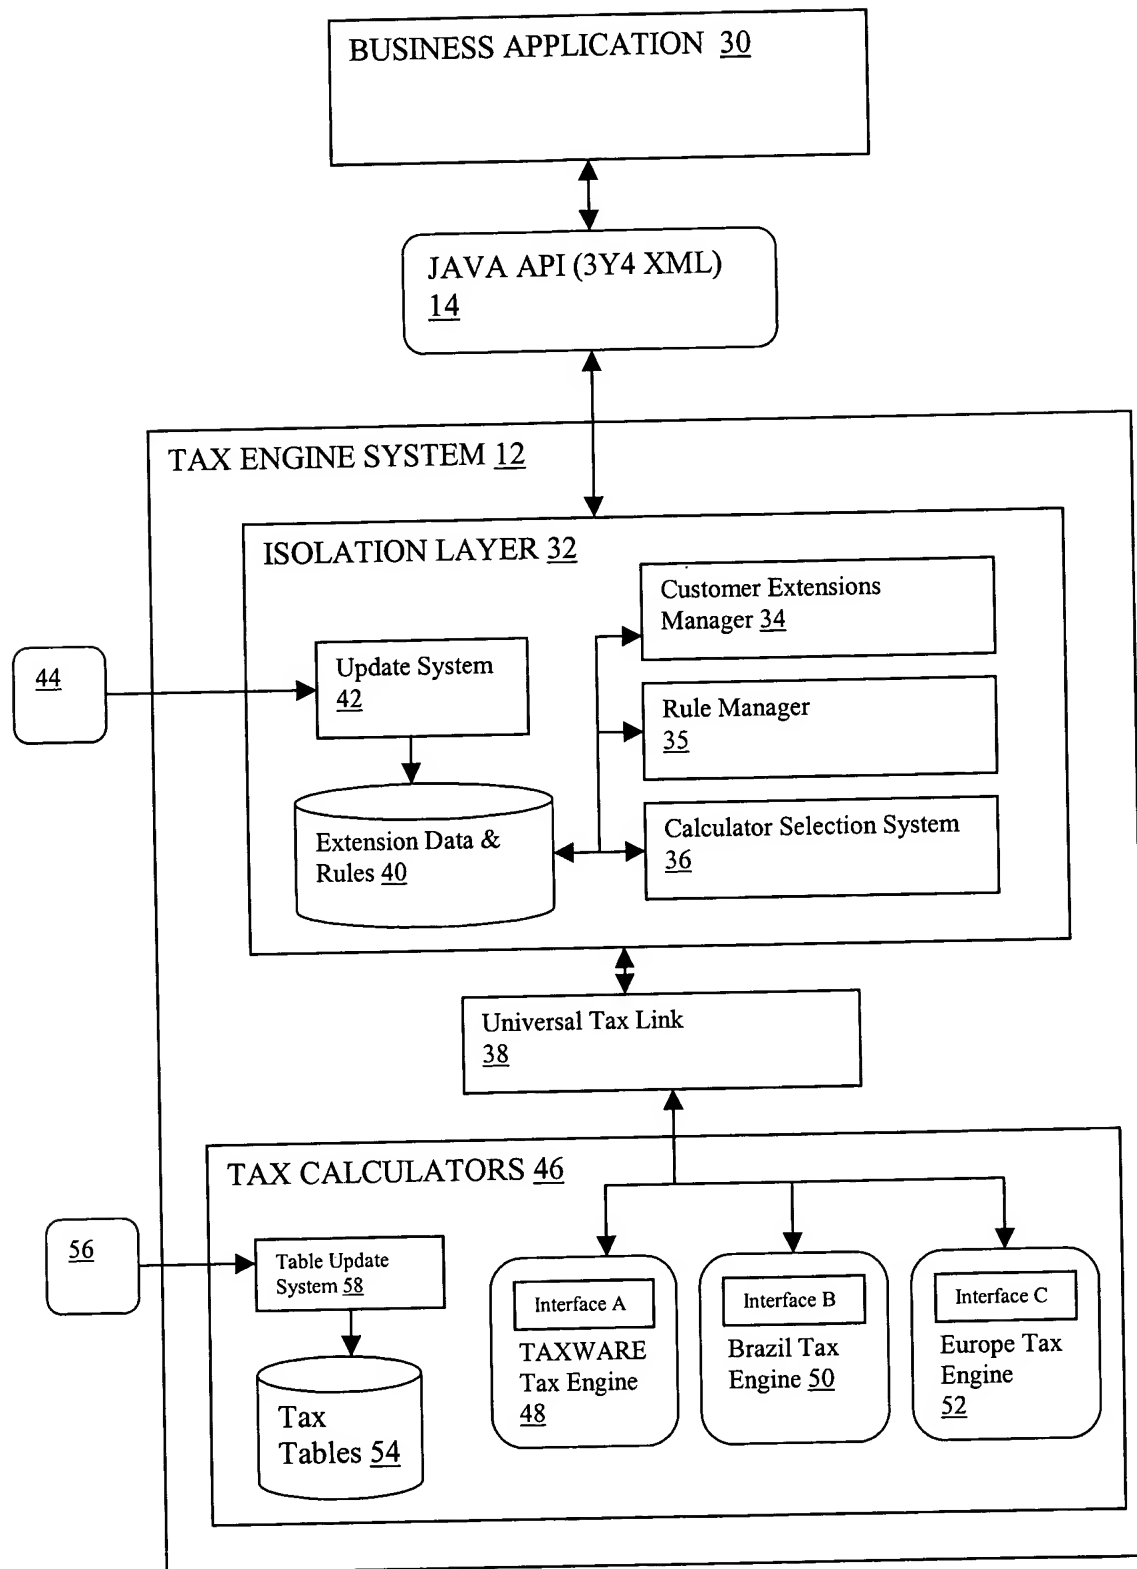 BUSINESS APPLICATION 30
JAVA API (3Y4 XML)
14
TAX ENGINE SYSTEM 12
ISOLATION LAYER 32
Customer Extensions
Manager 34
44
Update System
42
Rule Manager
35
Extension Data &
Rules 40
Calculator Selection System
36
Universal Tax Link
38
TAX CALCULATORS 46
56
Table Update
System 58
Tax
Tables 54
Interface A
TAXWARE
Tax Engine
48
Interface B
Brazil Tax
Engine 50
Interface C
Europe Tax
Engine
52